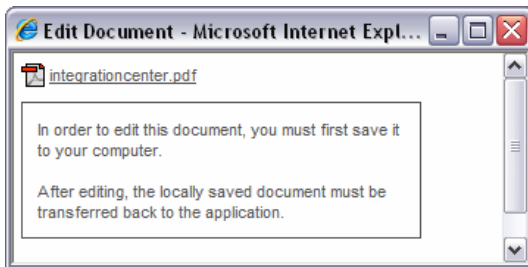 Edit Document - Microsoft Internet Expl...
integrationcenter.pdf
In order to edit this document, you must first save it
to your computer.
After editing, the locally saved document must be
transferred back to the application.